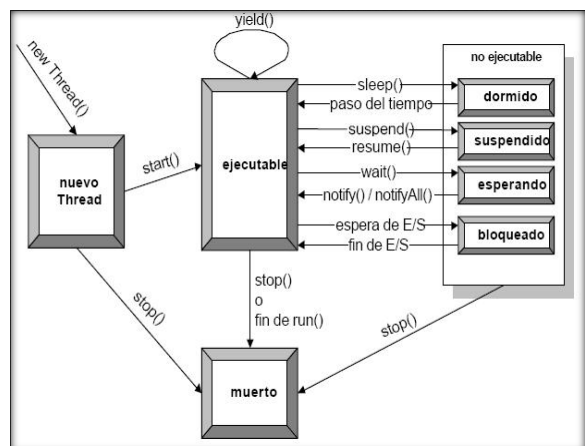 yield()
new Thread()
no ejecutable
sleep()
dormido
paso del tiempo
suspend()
suspendido
resume()
nuevo
Thread
start()
ejecutable
wait()
esperando
notify() / notifyAll()
espera de E/S
bloqueado
fin de E/S
stop()
stop()
o
fin de run()
stop()
muerto